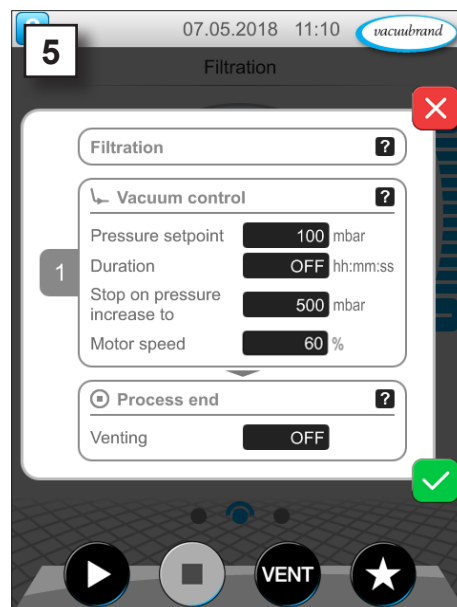 07.05.2018 11:10 vacuubrand
5
Filtration
Filtration ?
Vacuum control ?
1
Pressure setpoint 100 mbar
Duration OFF hh:mm:ss
Stop on pressure
increase to 500 mbar
Motor speed 60 %
Process end ?
Venting OFF
VENT